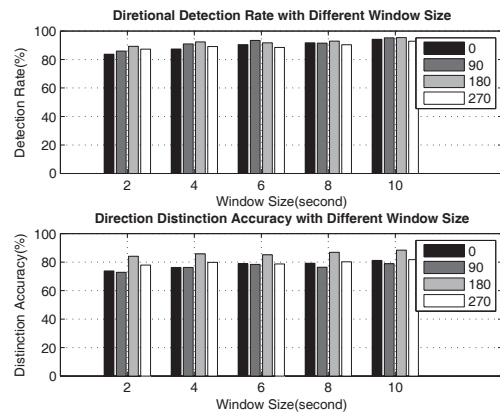 Diretional Detection Rate with Different Window Size
Detection Rate(%)
100
80
60
40
20
0
2 4 6 8 10
Window Size(second)
0
90
180
270
Direction Distinction Accuracy with Different Window Size
Distinction Accuracy(%)
100
80
60
40
20
0
2 4 6 8 10
Window Size(second)
0
90
180
270